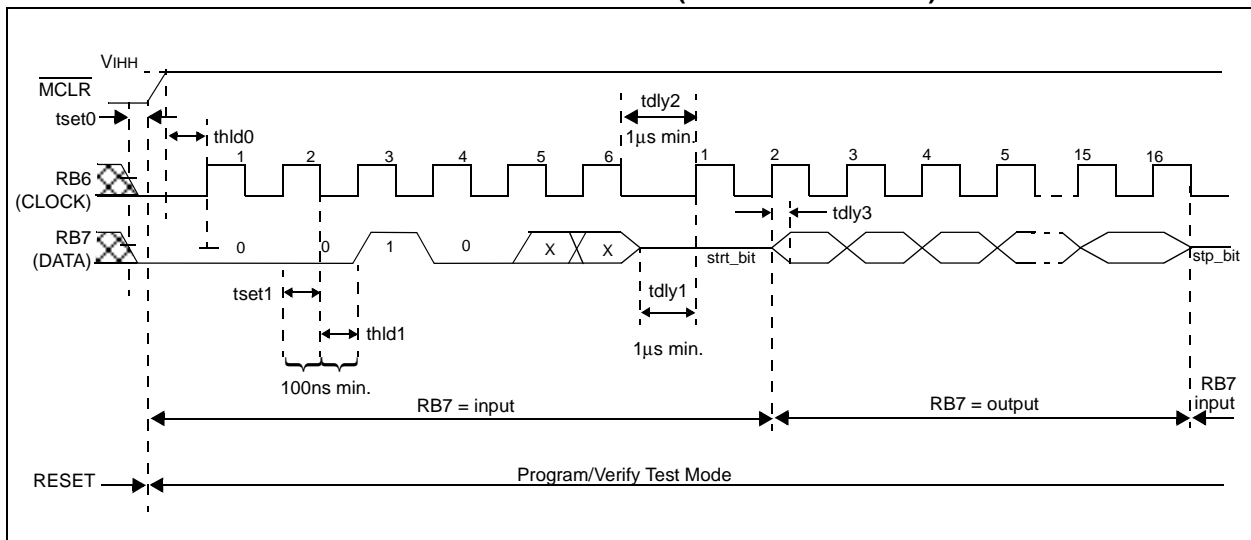 VIHH
MCLR
tset0
thld0
tdly2
1µs min.
1 2 3 4 5 6 1 2 3 4 5 15 16
RB6
(CLOCK)
tdly3
RB7
(DATA)
0 0 1 0 X X strt_bit stp_bit
tset1
tdly1
thld1
1µs min.
100ns min.
RB7 = input
RB7 = output
RB7
input
RESET
Program/Verify Test Mode